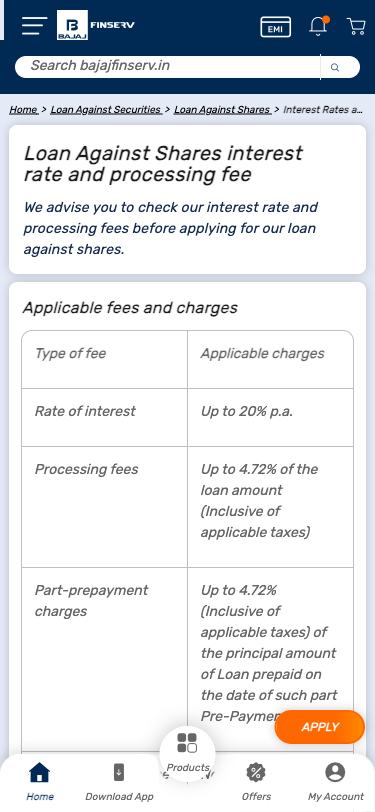 BAJAJ FINSERV
EMI
Search bajajfinserv.in
Home > Loan Against Securities > Loan Against Shares > Interest Rates a...
Loan Against Shares interest
rate and processing fee
We advise you to check our interest rate and
processing fees before applying for our loan
against shares.
Applicable fees and charges
Type of fee
Applicable charges
Rate of interest
Up to 20% p.a.
Processing fees
Up to 4.72% of the
loan amount
(Inclusive of
applicable taxes)
Part-prepayment
charges
Up to 4.72%
(Inclusive of
applicable taxes) of
the principal amount
of Loan prepaid on
the date of such part
APPLY
Home
Download App
Products
Offers
My Account